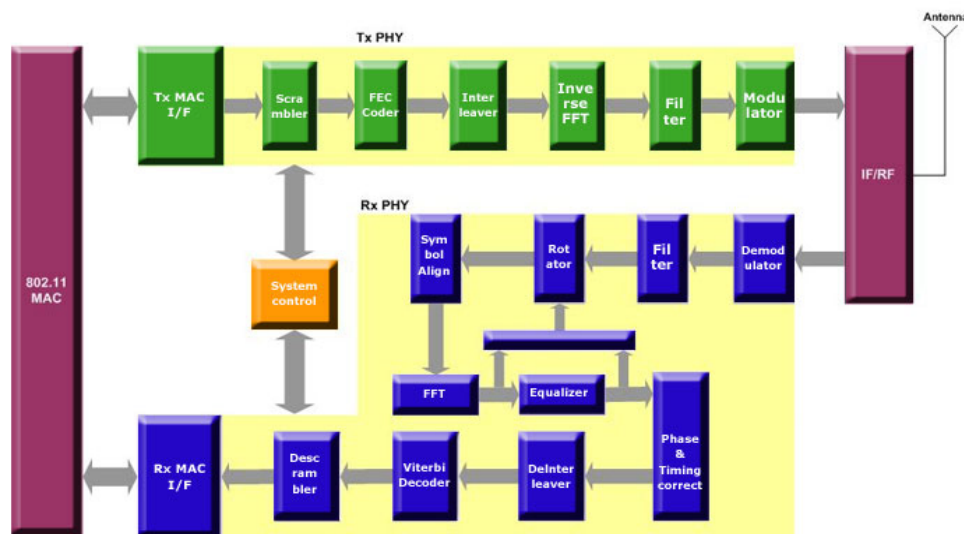 Tx PHY
Antenna
Tx MAC
I/F
Scra
mbler
FEC
Coder
Inter
leaver
Inve
rse
FFT
Fil
ter
Modu
lator
IF/RF
802.11
MAC
System
control
Rx PHY
Sym
bol
Align
Rot
ator
Fil
ter
Demod
ulator
FFT
Equalizer
Phase
&
Timing
correct
Rx MAC
I/F
Desc
ram
bler
Viterbi
Decoder
DeInter
leaver